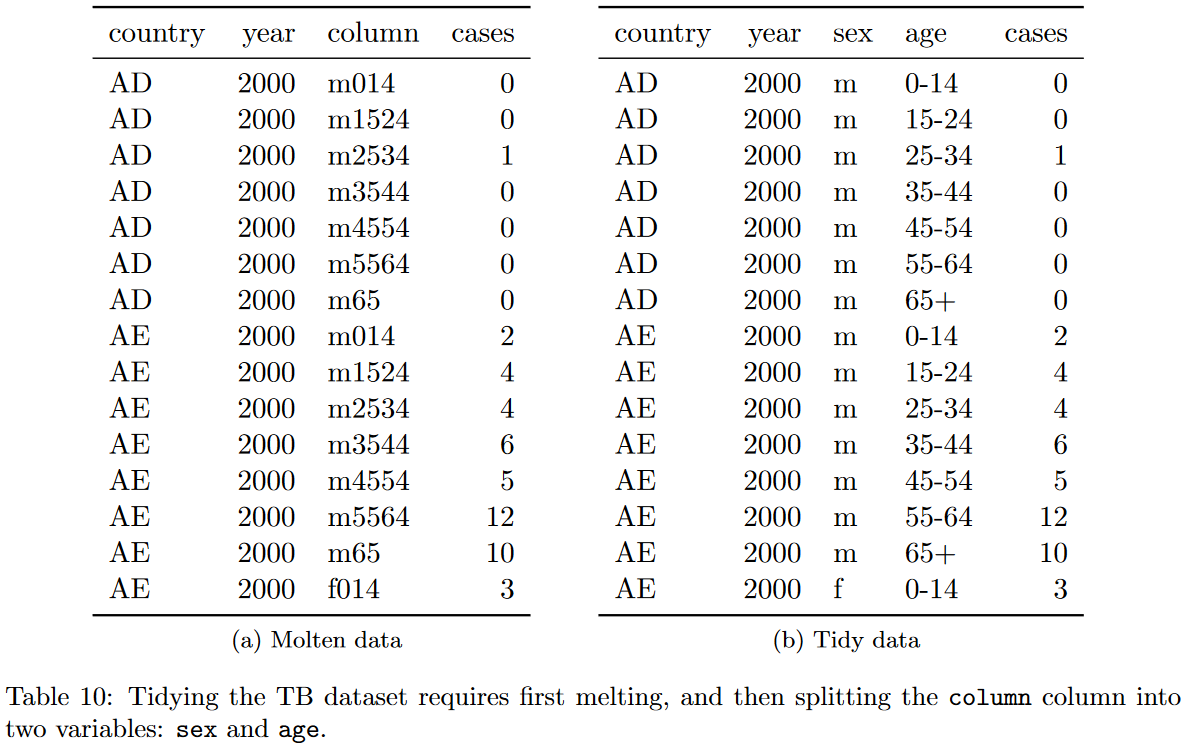 country year column cases
AD 2000 m014 0
AD 2000 m1524 0
AD 2000 m2534 1
AD 2000 m3544 0
AD 2000 m4554 0
AD 2000 m5564 0
AD 2000 m65 0
AE 2000 m014 2
AE 2000 m1524 4
AE 2000 m2534 4
AE 2000 m3544 6
AE 2000 m4554 5
AE 2000 m5564 12
AE 2000 m65 10
AE 2000 f014 3
(a) Molten data
country year sex age cases
AD 2000 m 0-14 0
AD 2000 m 15-24 0
AD 2000 m 25-34 1
AD 2000 m 35-44 0
AD 2000 m 45-54 0
AD 2000 m 55-64 0
AD 2000 m 65+ 0
AE 2000 m 0-14 2
AE 2000 m 15-24 4
AE 2000 m 25-34 4
AE 2000 m 35-44 6
AE 2000 m 45-54 5
AE 2000 m 55-64 12
AE 2000 m 65+ 10
AE 2000 f 0-14 3
(b) Tidy data
Table 10: Tidying the TB dataset requires first melting, and then splitting the column column into
two variables: sex and age.